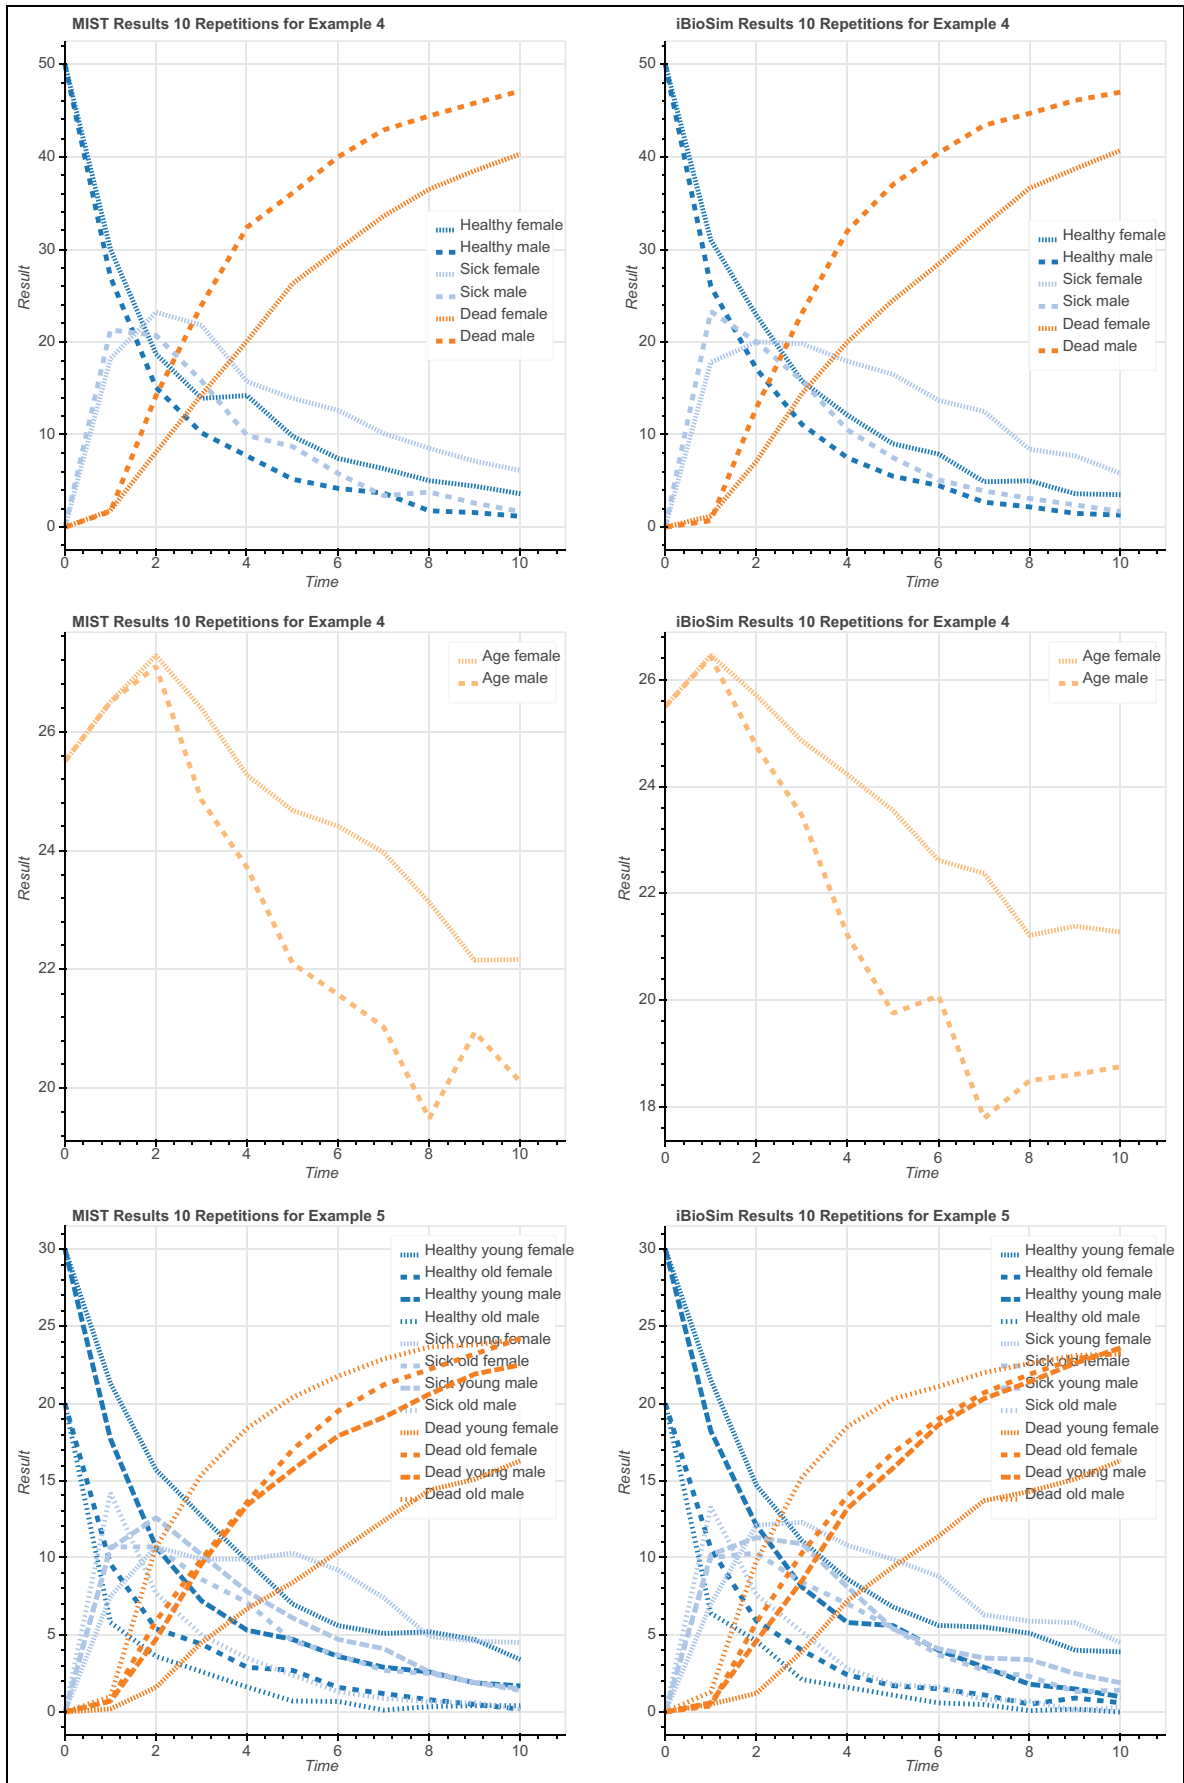 MIST Results 10 Repetitions for Example 4
50
40
30
20
10
0
Result
Healthy female
Healthy male
Sick female
Sick male
Dead female
Dead male
0 2 4 6 8 10
Time
iBioSim Results 10 Repetitions for Example 4
50
40
30
20
10
0
Result
Healthy female
Healthy male
Sick female
Sick male
Dead female
Dead male
0 2 4 6 8 10
Time
MIST Results 10 Repetitions for Example 4
26
24
22
20
Result
Age female
Age male
0 2 4 6 8 10
Time
iBioSim Results 10 Repetitions for Example 4
26
24
22
20
18
Result
Age female
Age male
0 2 4 6 8 10
Time
MIST Results 10 Repetitions for Example 5
30
25
20
15
10
5
0
Result
Healthy young female
Healthy old female
Healthy young male
Healthy old male
Sick young female
Sick old female
Sick young male
Sick old male
Dead young female
Dead old female
Dead young male
Dead old male
0 2 4 6 8 10
Time
iBioSim Results 10 Repetitions for Example 5
30
25
20
15
10
5
0
Result
Healthy young female
Healthy old female
Healthy young male
Healthy old male
Sick young female
Sick old female
Sick young male
Sick old male
Dead young female
Dead old female
Dead young male
Dead old male
0 2 4 6 8 10
Time